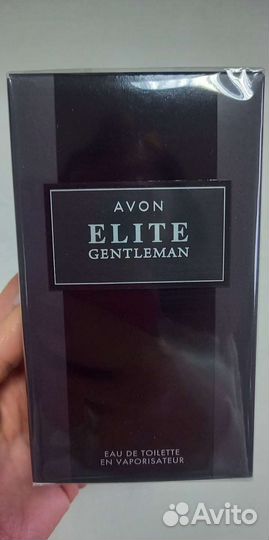 AVON
ELITE
GENTLEMAN
EAU DE TOILETTE
EN VAPORISATEUR
Avito